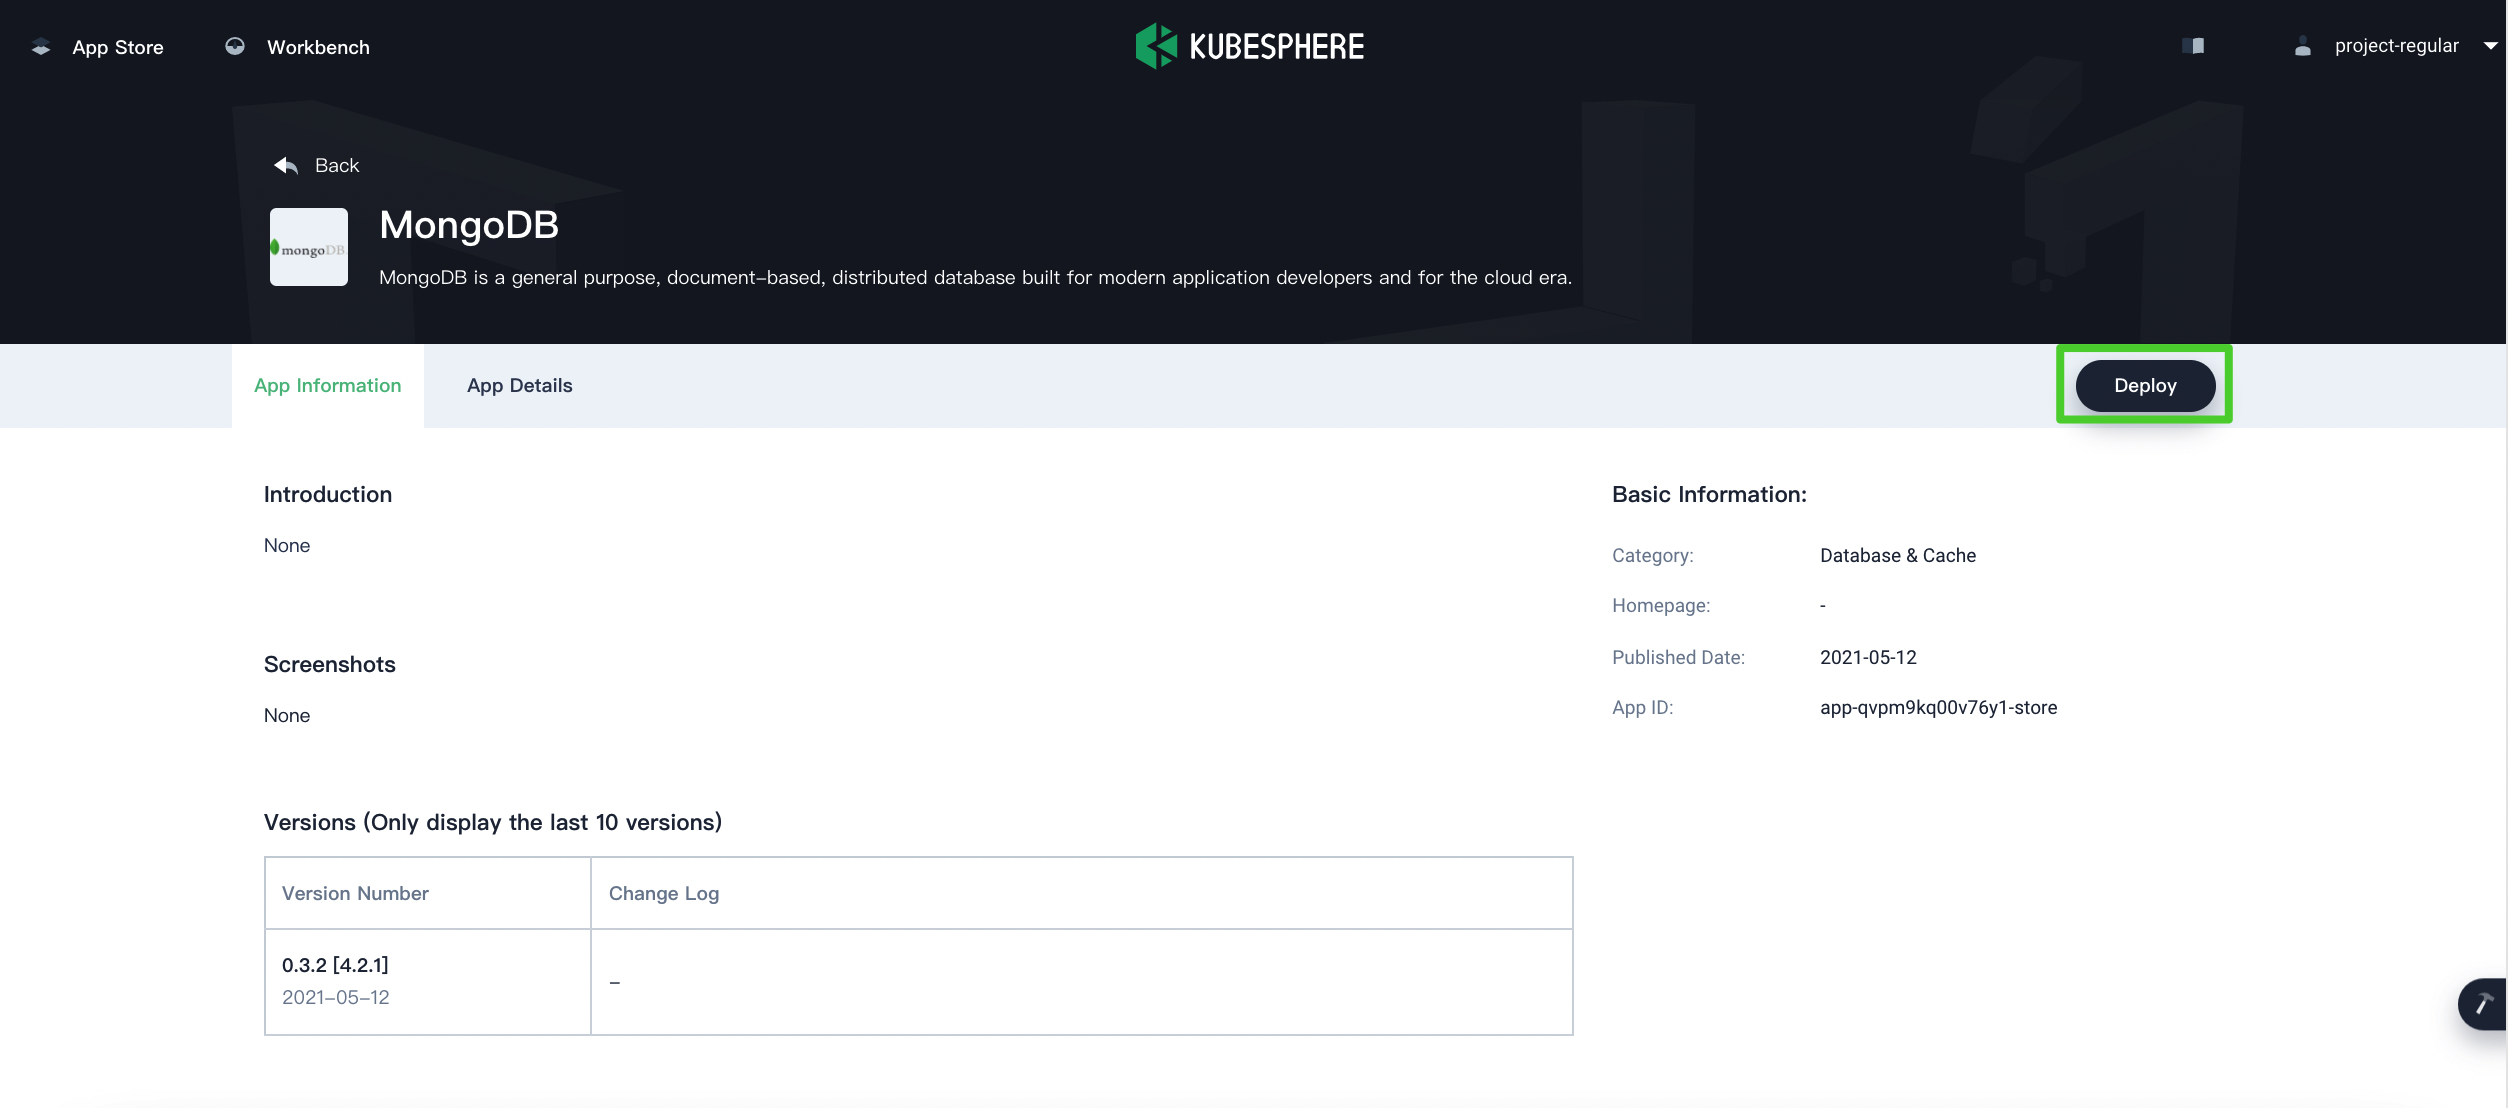 App Store
Workbench
KUBESPHERE
project-regular
Back
mongoDB
MongoDB
MongoDB is a general purpose, document-based, distributed database built for modern application developers and for the cloud era.
App Information
App Details
Deploy
Introduction
None
Screenshots
None
Versions (Only display the last 10 versions)
Version Number
Change Log
0.3.2 [4.2.1]
2021-05-12
-
Basic Information:
Category:
Database & Cache
Homepage:
-
Published Date:
2021-05-12
App ID:
app-qvpm9kq00v76y1-store